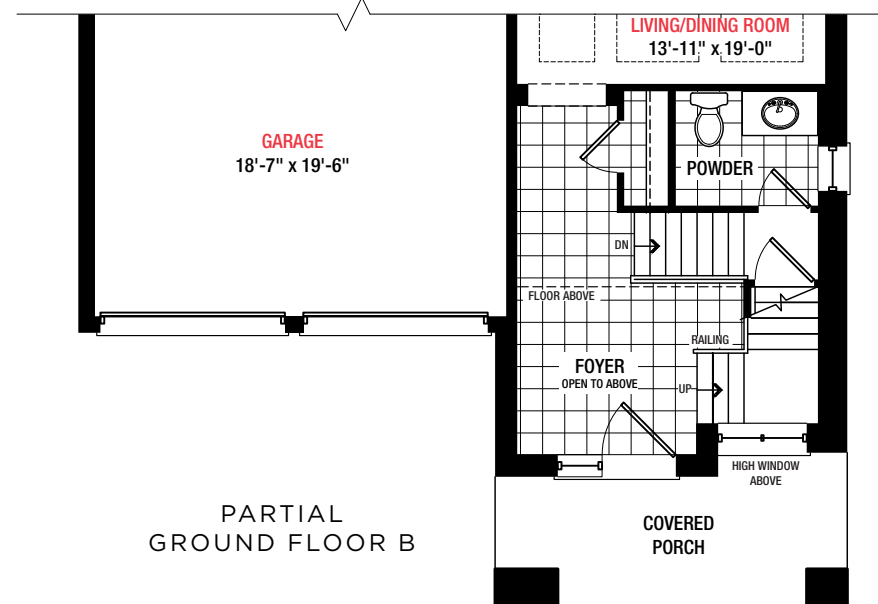 LIVING/DINING ROOM
13'-11" x 19'-0"
GARAGE
18'-7" x 19'-6"
POWDER
DN
FLOOR ABOVE
RAILING
FOYER
OPEN TO ABOVE
UP
HIGH WINDOW
ABOVE
PARTIAL
GROUND FLOOR B
COVERED
PORCH